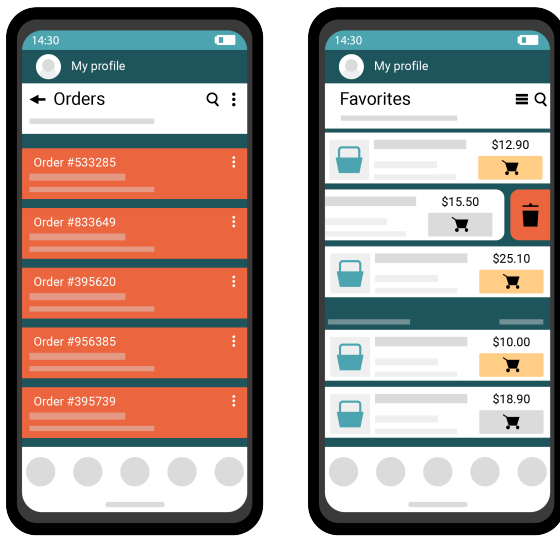 14:30
My profile
Orders
Order #533285
Order #833649
Order #395620
Order #956385
Order #395739
14:30
My profile
Favorites
$12.90
$15.50
$25.10
$10.00
$18.90